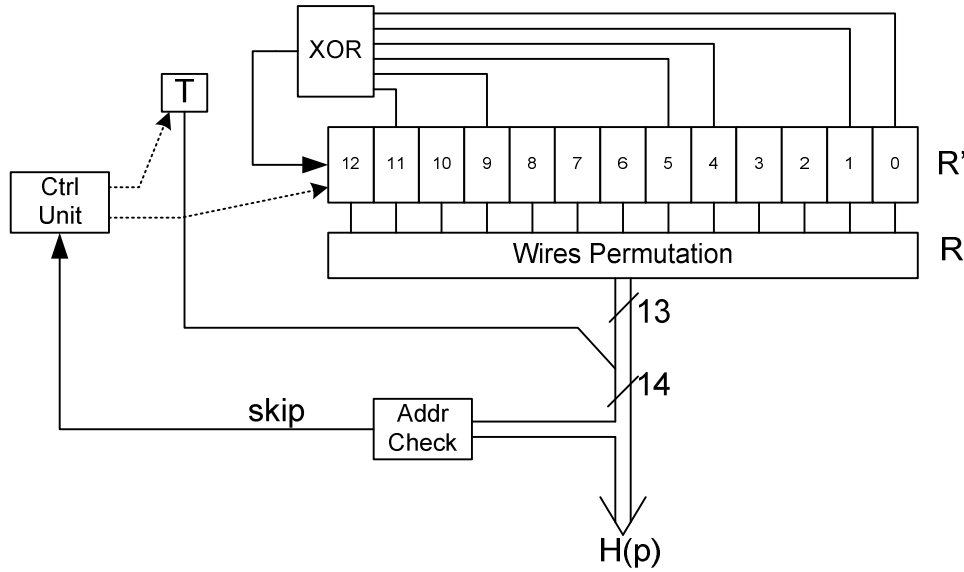 XOR
T
12 11 10 9 8 7 6 5 4 3 2 1 0
R'
Ctrl
Unit
Wires Permutation
R
13
14
skip
Addr
Check
H(p)